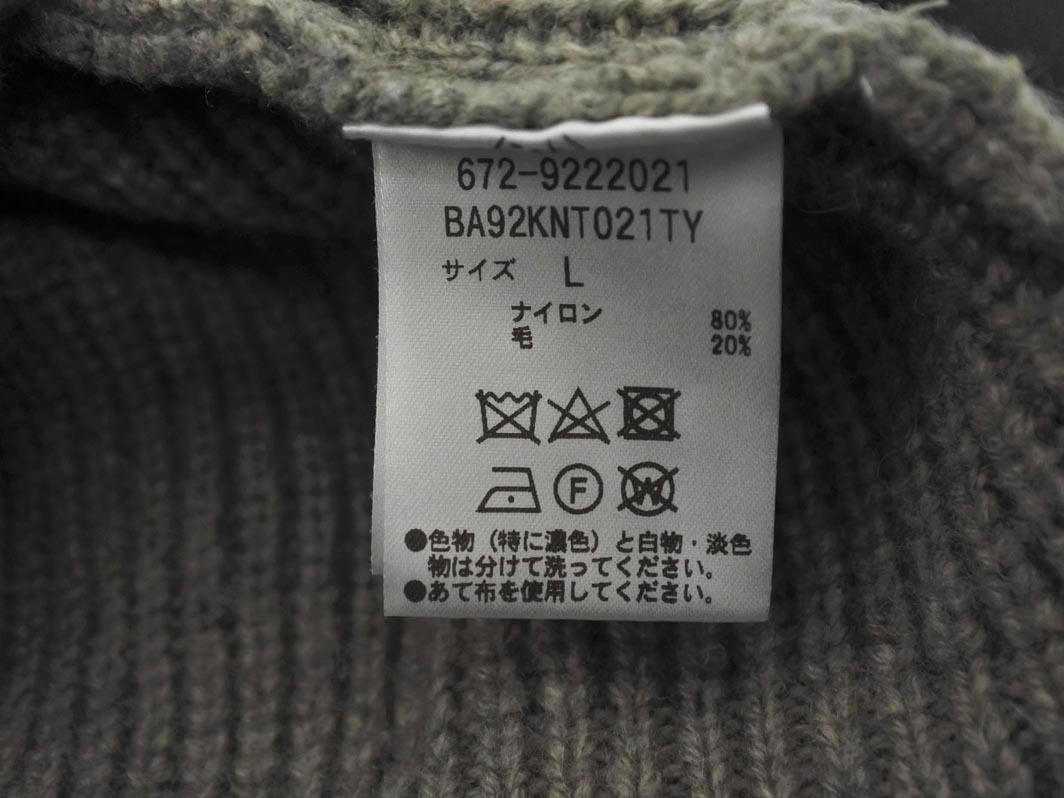 672-9222021
BA92KNT021TY
サイズ L
ナイロン 80%
毛 20%
F
W
●色物（特に濃色）と白物・淡色
物は分けて洗ってください。
●あて布を使用してください。